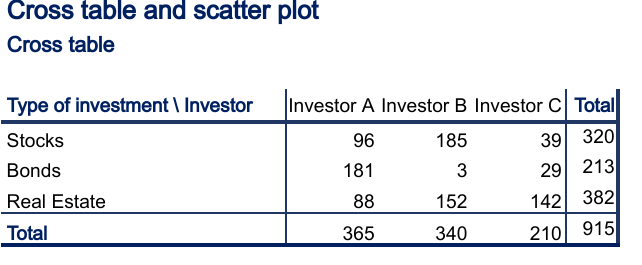 Cross table and scatter plot
Cross table
Type of investment \ Investor Investor A Investor B Investor C Total
Stocks 96 185 39 320
Bonds 181 3 29 213
Real Estate 88 152 142 382
Total 365 340 210 915